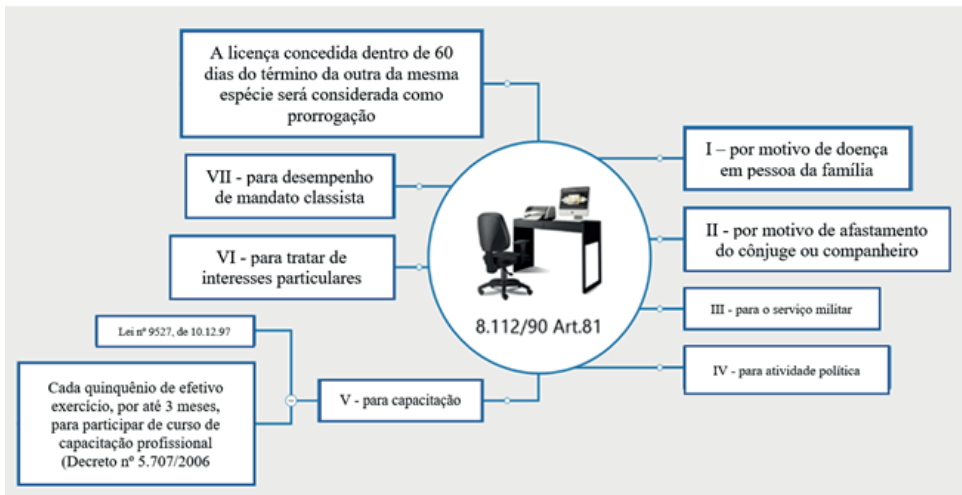 A licença concedida dentro de 60
dias do término da outra da mesma
espécie será considerada como
prorrogação
I – por motivo de doença
em pessoa da família
VII - para desempenho
de mandato classista
II - por motivo de afastamento
do cônjuge ou companheiro
VI - para tratar de
interesses particulares
III - para o serviço militar
8.112/90 Art.81
Lei nº 9527, de 10.12.97
IV - para atividade política
Cada quinquênio de efetivo
exercício, por até 3 meses,
para participar de curso de
capacitação profissional
(Decreto nº 5.707/2006
V - para capacitação